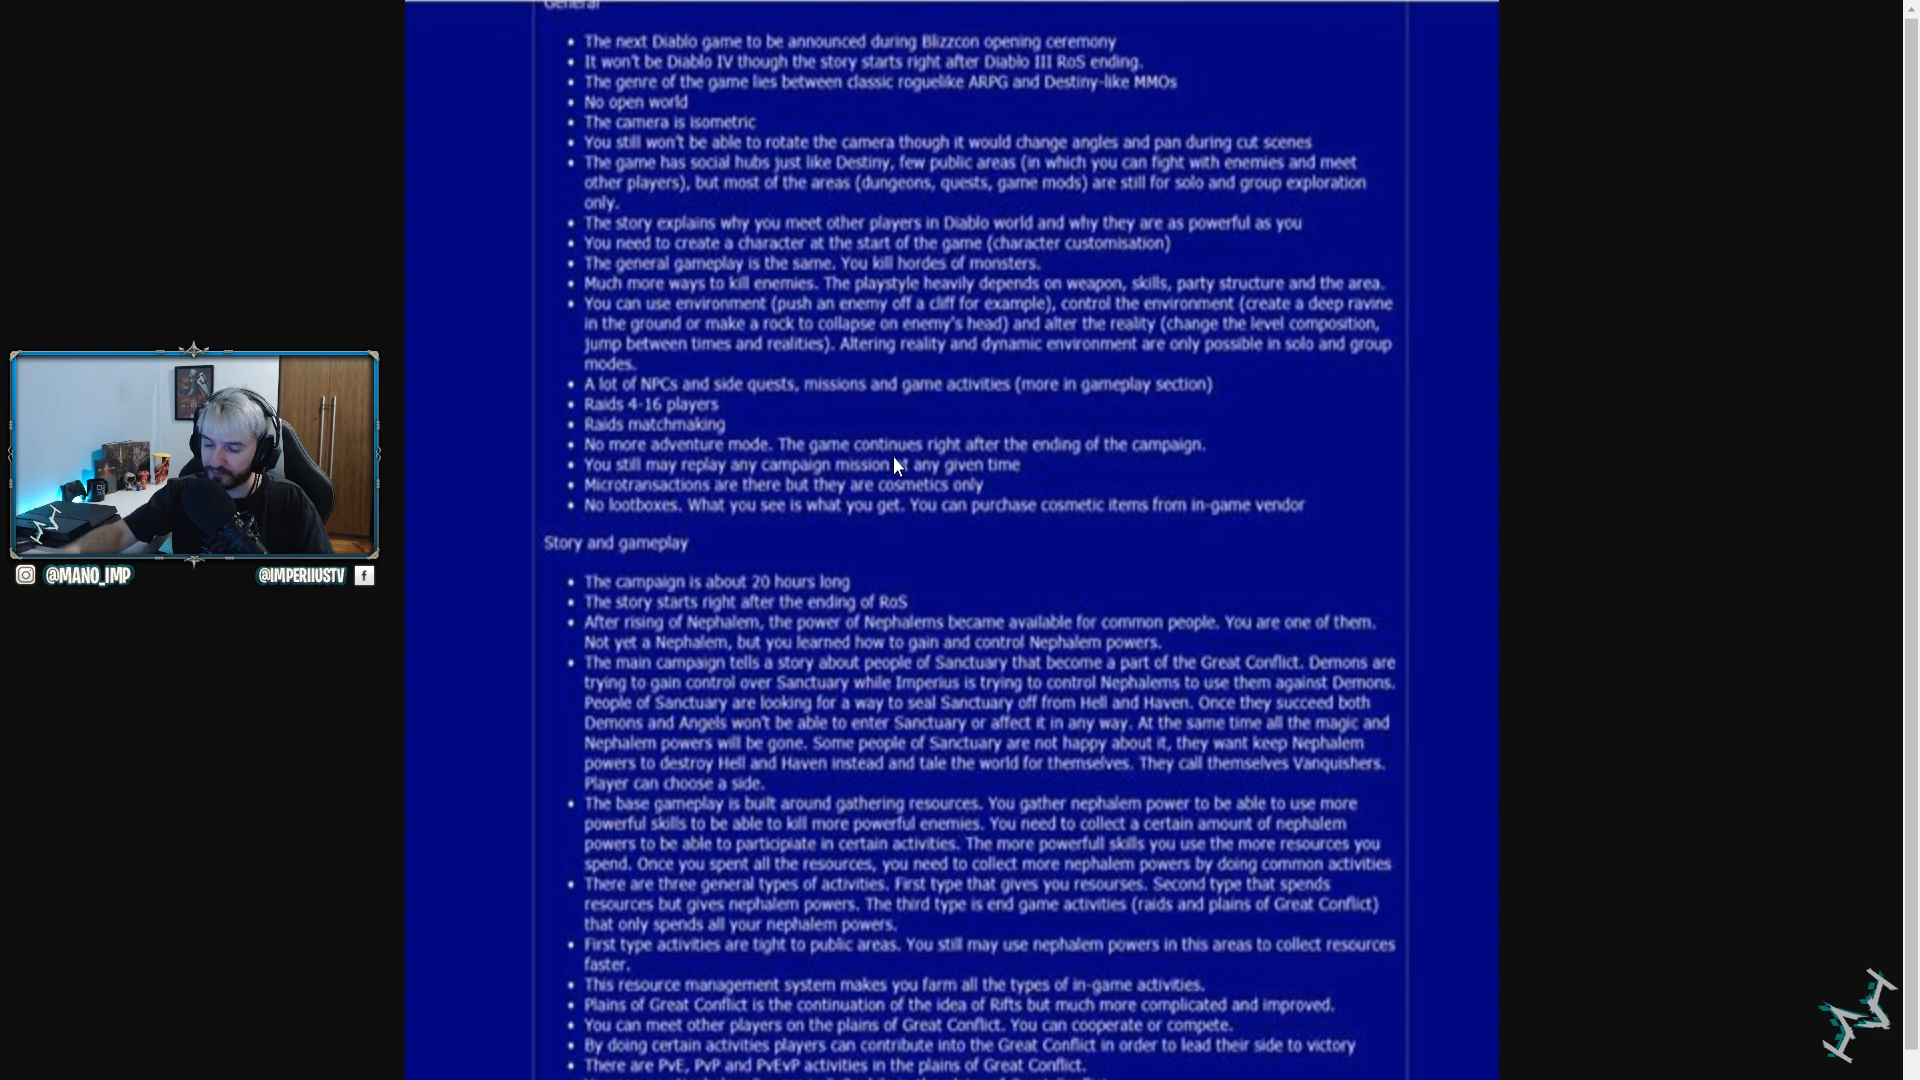 General
The next Diablo game to be announced during Blizzcon opening ceremony
It won't be Diablo IV though the story starts right after Diablo III RoS ending.
The genre of the game lies between classic roguelike ARPG and Destiny-like MMOs
No open world
The camera is isometric
You still won't be able to rotate the camera though it would change angles and pan during cut scenes
The game has social hubs just like Destiny, few public areas (in which you can fight with enemies and meet
other players), but most of the areas (dungeons, quests, game mods) are still for solo and group exploration
only.
The story explains why you meet other players in Diablo world and why they are as powerful as you
You need to create a character at the start of the game (character customisation)
The general gameplay is the same. You kill hordes of monsters.
Much more ways to kill enemies. The playstyle heavily depends on weapon, skills, party structure and the area.
You can use environment (push an enemy off a cliff for example), control the environment (create a deep ravine
in the ground or make a rock to collapse on enemy's head) and alter the reality (change the level composition,
jump between times and realities). Altering reality and dynamic environment are only possible in solo and group
modes.
A lot of NPCs and side quests, missions and game activities (more in gameplay section)
Raids 4-16 players
Raids matchmaking
No more adventure mode. The game continues right after the ending of the campaign.
You still may replay any campaign mission any given time
Microtransactions are there but they are cosmetics only
No lootboxes. What you see is what you get. You can purchase cosmetic items from in-game vendor
Story and gameplay
The campaign is about 20 hours long
The story starts right after the ending of RoS
After rising of Nephalem, the power of Nephalems became available for common people. You are one of them.
Not yet a Nephalem, but you learned how to gain and control Nephalem powers.
The main campaign tells a story about people of Sanctuary that become a part of the Great Conflict. Demons are
trying to gain control over Sanctuary while Imperius is trying to control Nephalems to use them against Demons.
People of Sanctuary are looking for a way to seal Sanctuary off from Hell and Haven. Once they succeed both
Demons and Angels won't be able to enter Sanctuary or affect it in any way. At the same time all the magic and
Nephalem powers will be gone. Some people of Sanctuary are not happy about it, they want keep Nephalem
powers to destroy Hell and Haven instead and tale the world for themselves. They call themselves Vanquishers.
Player can choose a side.
The base gameplay is built around gathering resources. You gather nephalem power to be able to use more
powerful skills to be able to kill more powerful enemies. You need to collect a certain amount of nephalem
powers to be able to participiate in certain activities. The more powerfull skills you use the more resources you
spend. Once you spent all the resources, you need to collect more nephalem powers by doing common activities
There are three general types of activities. First type that gives you resourses. Second type that spends
resources but gives nephalem powers. The third type is end game activities (raids and plains of Great Conflict)
that only spends all your nephalem powers.
First type activities are tight to public areas. You still may use nephalem powers in this areas to collect resources
faster.
This resource management system makes you farm all the types of in-game activities.
Plains of Great Conflict is the continuation of the idea of Rifts but much more complicated and improved.
You can meet other players on the plains of Great Conflict. You can cooperate or compete.
By doing certain activities players can contribute into the Great Conflict in order to lead their side to victory
There are PvE, PvP and PvEvP activities in the plains of Great Conflict.
@MANO_IMP
@IMPERIIUSTV